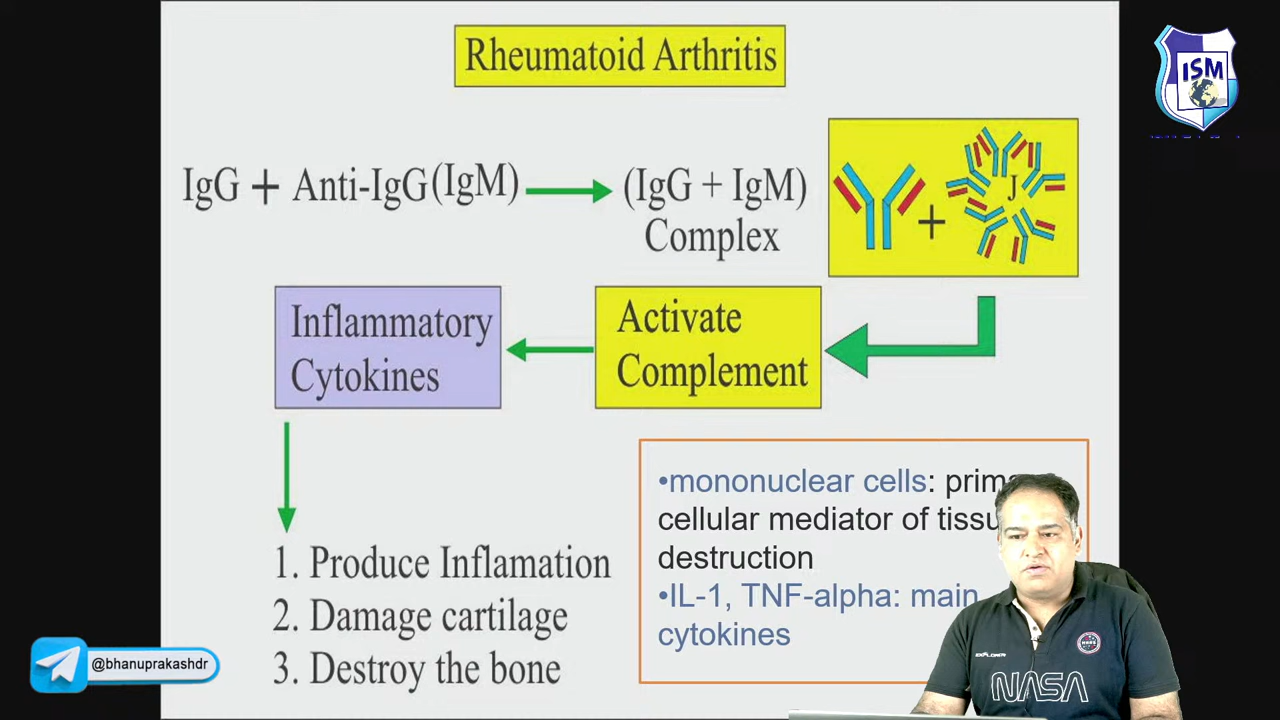 Rheumatoid Arthritis
ISM
IgG + Anti-IgG(IgM)
(IgG + IgM)
Complex
J
+
Inflammatory
Cytokines
Activate
Complement
•mononuclear cells: prim
cellular mediator of tissu
destruction
•IL-1, TNF-alpha: main
cytokines
1. Produce Inflamation
2. Damage cartilage
3. Destroy the bone
@bhanuprakashdr
EXPLORER
NASA